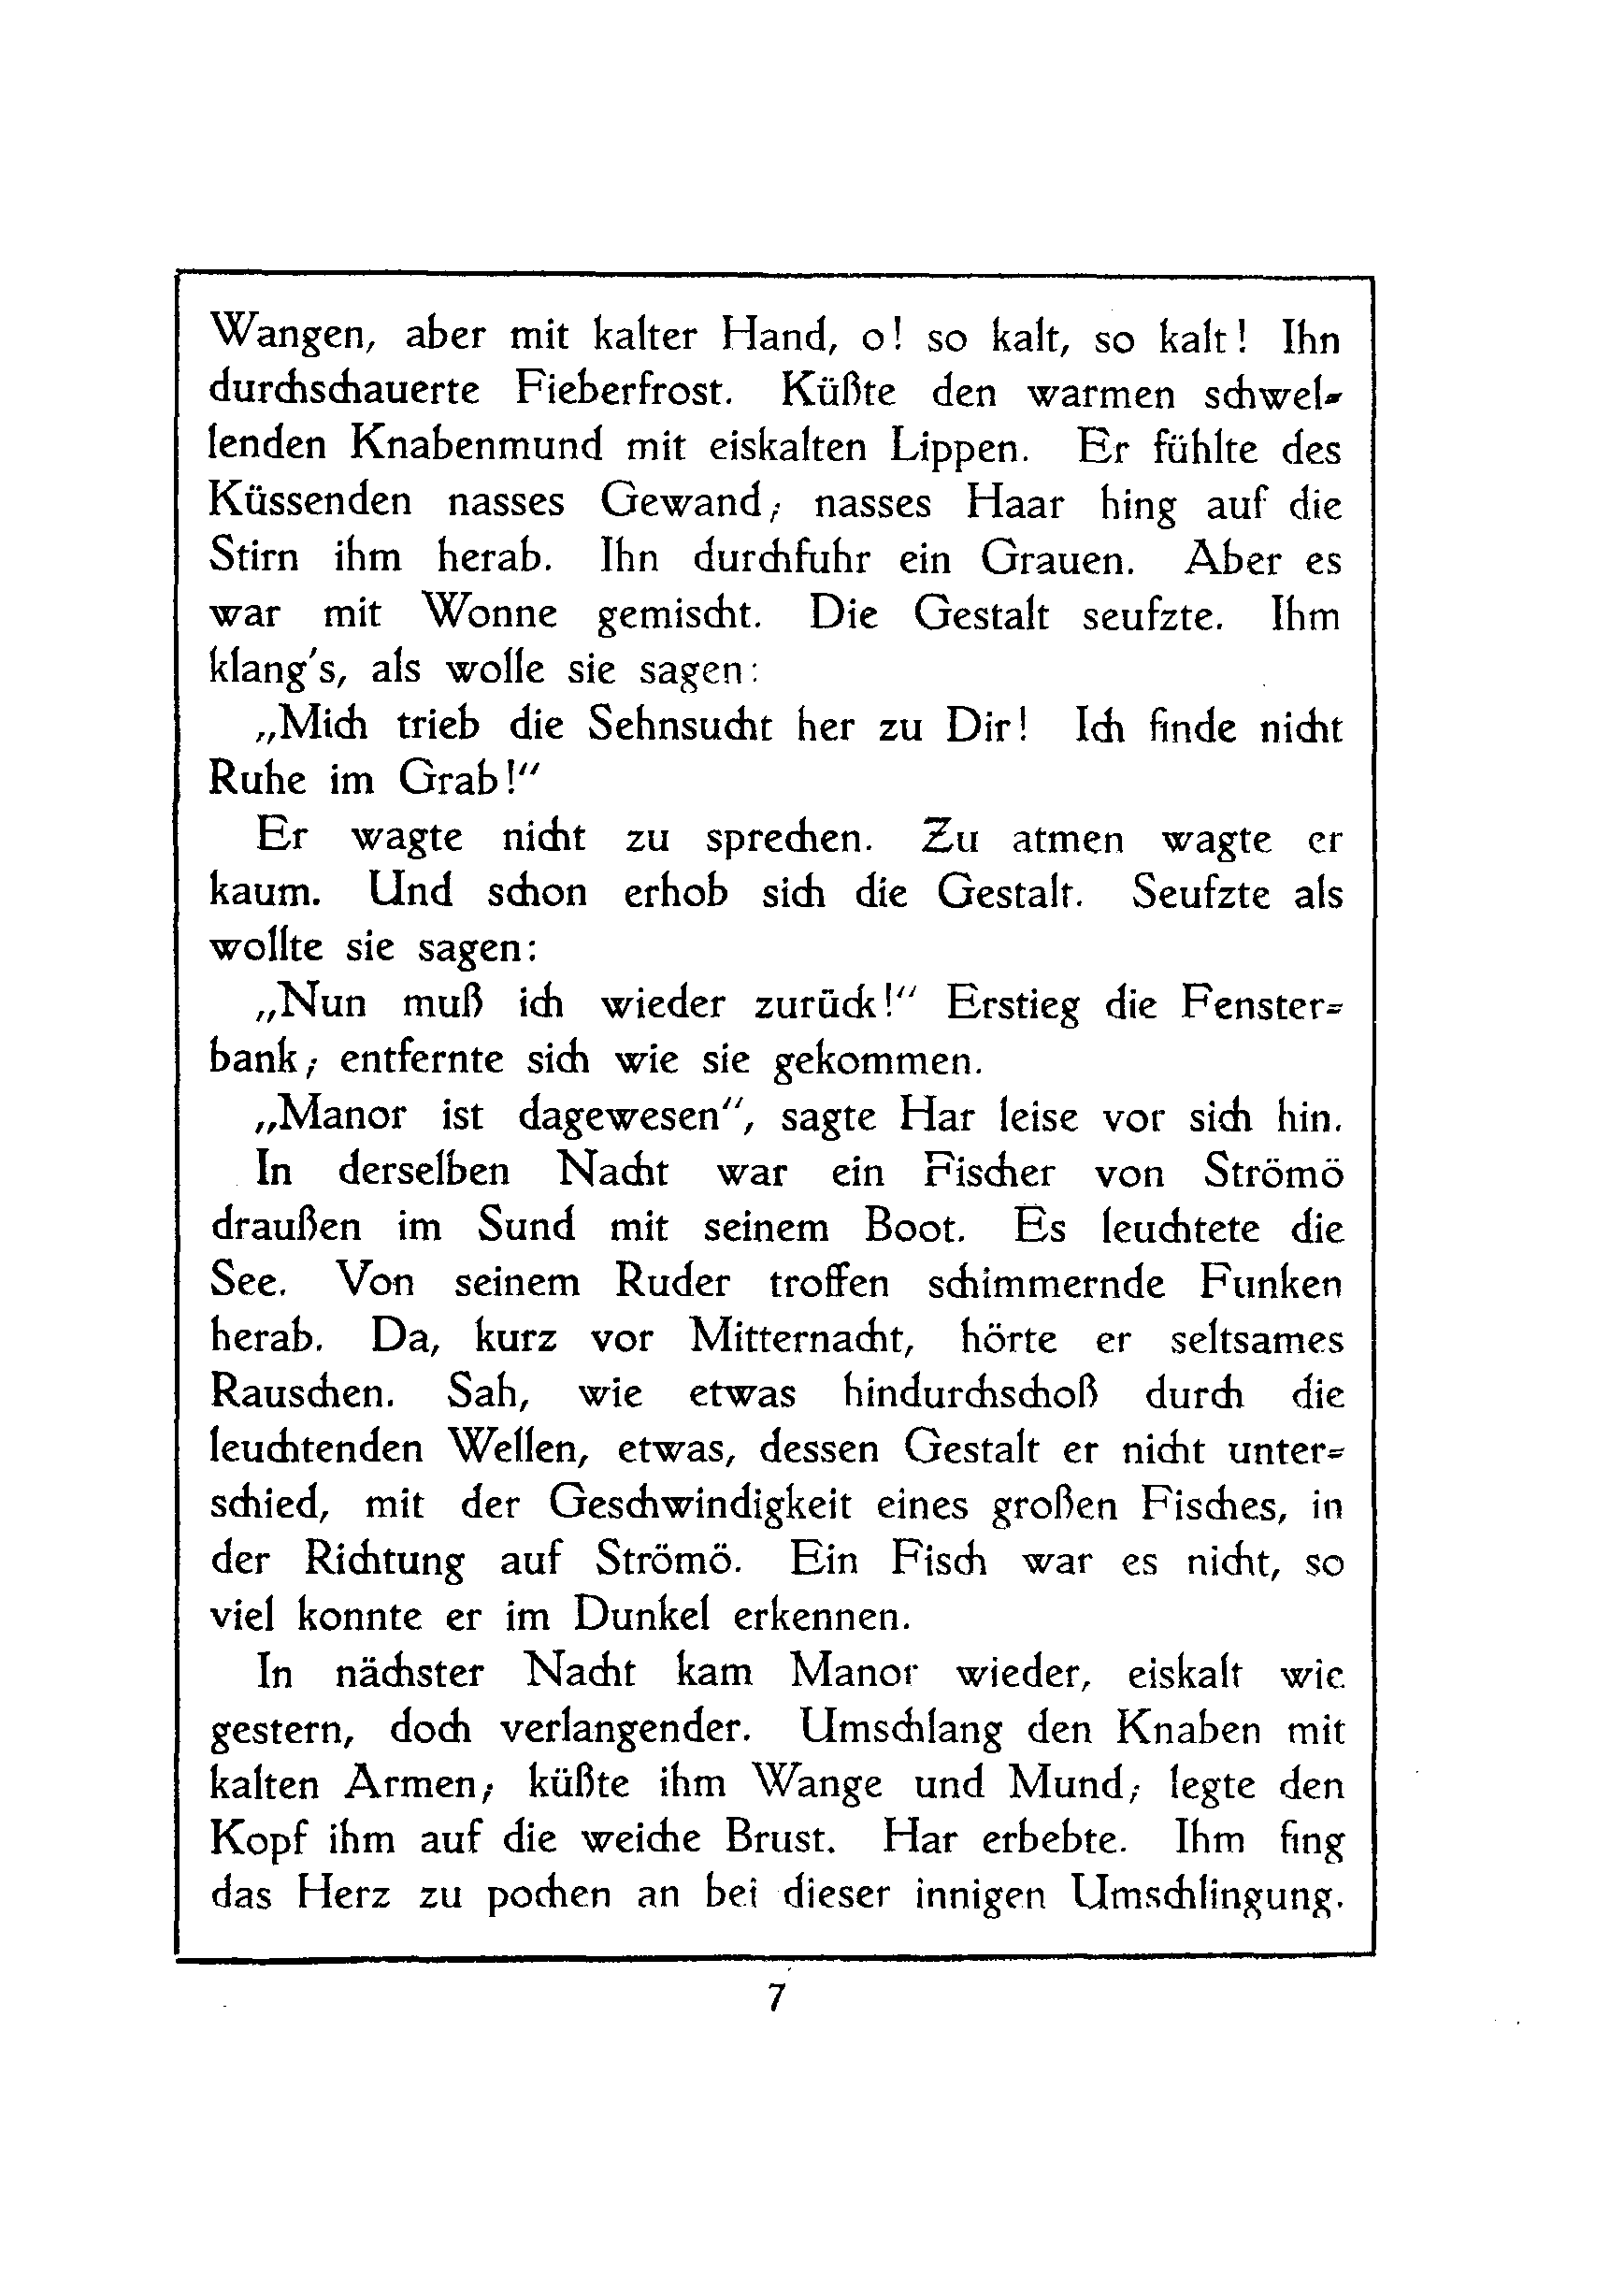 Wangen, aber mit kalter Hand, o! so kalt, so kalt! Ihn
durchschauerte Fieberfrost. Küßte den warmen schwel-
lenden Knabenmund mit eiskalten Lippen. Er fühlte des
Küssenden nasses Gewand; nasses Haar hing auf die
Stirn ihm herab. Ihn durchfuhr ein Grauen. Aber es
war mit Wonne gemischt. Die Gestalt seufzte. Ihm
klang's, als wolle sie sagen:
„Mich trieb die Sehnsucht her zu Dir! Ich finde nicht
Ruhe im Grab!“
Er wagte nicht zu sprechen. Zu atmen wagte er
kaum. Und schon erhob sich die Gestalt. Seufzte als
wollte sie sagen:
„Nun muß ich wieder zurück!“ Erstieg die Fenster-
bank; entfernte sich wie sie gekommen.
„Manor ist dagewesen“, sagte Har leise vor sich hin.
In derselben Nacht war ein Fischer von Strömö
draußen im Sund mit seinem Boot. Es leuchtete die
See. Von seinem Ruder troffen schimmernde Funken
herab. Da, kurz vor Mitternacht, hörte er seltsames
Rauschen. Sah, wie etwas hindurchschoß durch die
leuchtenden Wellen, etwas, dessen Gestalt er nicht unter-
schied, mit der Geschwindigkeit eines großen Fisches, in
der Richtung auf Strömö. Ein Fisch war es nicht, so
viel konnte er im Dunkel erkennen.
In nächster Nacht kam Manor wieder, eiskalt wie
gestern, doch verlangender. Umschlang den Knaben mit
kalten Armen; küßte ihm Wange und Mund; legte den
Kopf ihm auf die weiche Brust. Har erbebte. Ihm fing
das Herz zu pochen an bei dieser innigen Umschlingung.
7